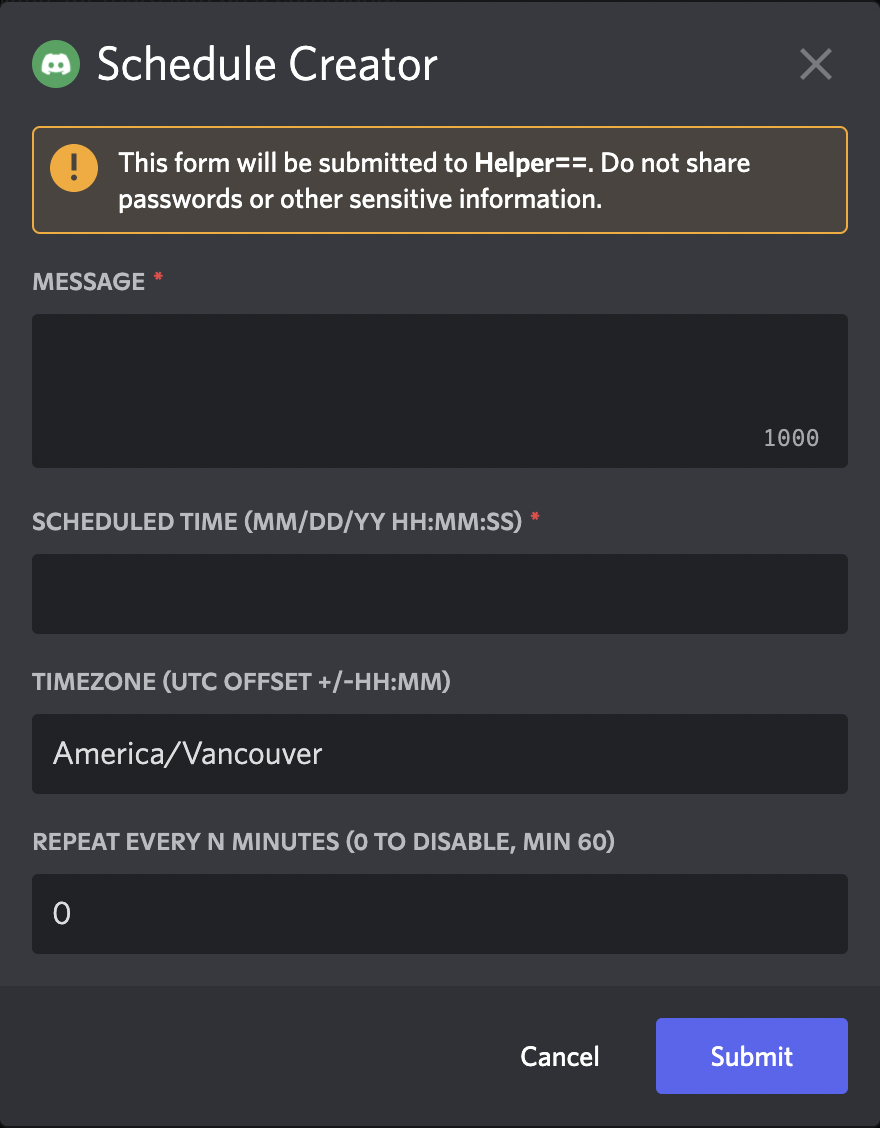 Schedule Creator
This form will be submitted to Helper==. Do not share
passwords or other sensitive information.
MESSAGE *
1000
SCHEDULED TIME (MM/DD/YY HH:MM:SS) *
TIMEZONE (UTC OFFSET +/-HH:MM)
America/Vancouver
REPEAT EVERY N MINUTES (0 TO DISABLE, MIN 60)
0
Cancel Submit